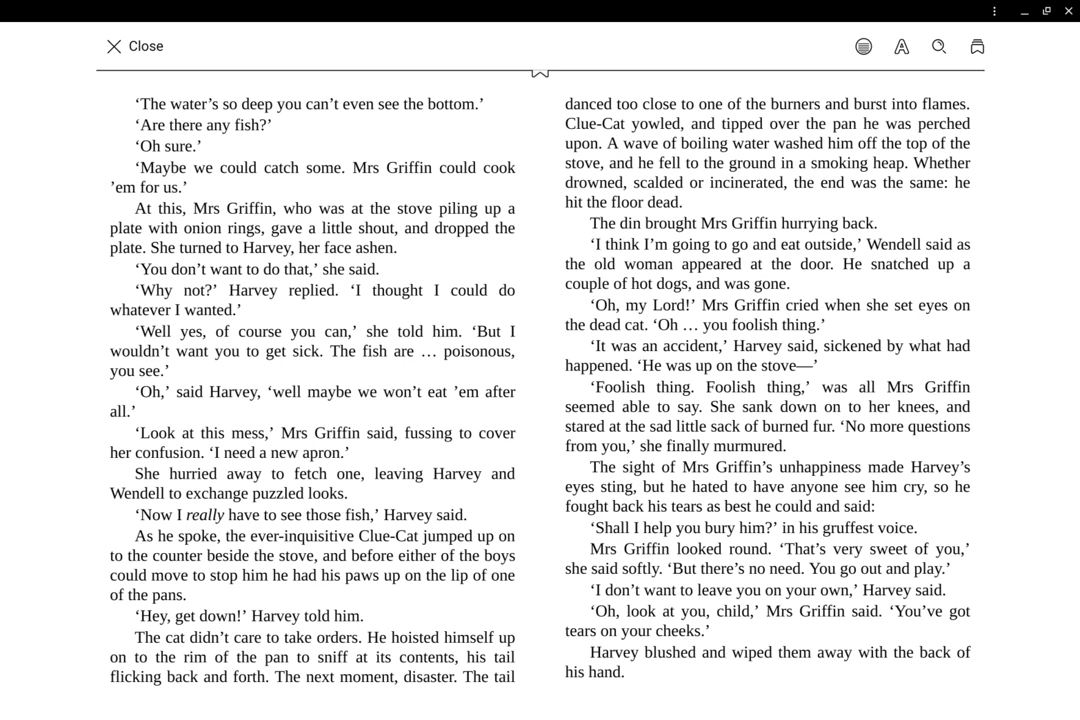 Close
‘The water’s so deep you can’t even see the bottom.’
‘Are there any fish?’
‘Oh sure.’
‘Maybe we could catch some. Mrs Griffin could cook
’em for us.’
At this, Mrs Griffin, who was at the stove piling up a
plate with onion rings, gave a little shout, and dropped the
plate. She turned to Harvey, her face ashen.
‘You don’t want to do that,’ she said.
‘Why not?’ Harvey replied. ‘I thought I could do
whatever I wanted.’
‘Well yes, of course you can,’ she told him. ‘But I
wouldn’t want you to get sick. The fish are … poisonous,
you see.’
‘Oh,’ said Harvey, ‘well maybe we won’t eat ’em after
all.’
‘Look at this mess,’ Mrs Griffin said, fussing to cover
her confusion. ‘I need a new apron.’
She hurried away to fetch one, leaving Harvey and
Wendell to exchange puzzled looks.
‘Now I really have to see those fish,’ Harvey said.
As he spoke, the ever-inquisitive Clue-Cat jumped up on
to the counter beside the stove, and before either of the boys
could move to stop him he had his paws up on the lip of one
of the pans.
‘Hey, get down!’ Harvey told him.
The cat didn’t care to take orders. He hoisted himself up
on to the rim of the pan to sniff at its contents, his tail
flicking back and forth. The next moment, disaster. The tail
danced too close to one of the burners and burst into flames.
Clue-Cat yowled, and tipped over the pan he was perched
upon. A wave of boiling water washed him off the top of the
stove, and he fell to the ground in a smoking heap. Whether
drowned, scalded or incinerated, the end was the same: he
hit the floor dead.
The din brought Mrs Griffin hurrying back.
‘I think I’m going to go and eat outside,’ Wendell said as
the old woman appeared at the door. He snatched up a
couple of hot dogs, and was gone.
‘Oh, my Lord!’ Mrs Griffin cried when she set eyes on
the dead cat. ‘Oh … you foolish thing.’
‘It was an accident,’ Harvey said, sickened by what had
happened. ‘He was up on the stove—’
‘Foolish thing. Foolish thing,’ was all Mrs Griffin
seemed able to say. She sank down on to her knees, and
stared at the sad little sack of burned fur. ‘No more questions
from you,’ she finally murmured.
The sight of Mrs Griffin’s unhappiness made Harvey’s
eyes sting, but he hated to have anyone see him cry, so he
fought back his tears as best he could and said:
‘Shall I help you bury him?’ in his gruffest voice.
Mrs Griffin looked round. ‘That’s very sweet of you,’
she said softly. ‘But there’s no need. You go out and play.’
‘I don’t want to leave you on your own,’ Harvey said.
‘Oh, look at you, child,’ Mrs Griffin said. ‘You’ve got
tears on your cheeks.’
Harvey blushed and wiped them away with the back of
his hand.